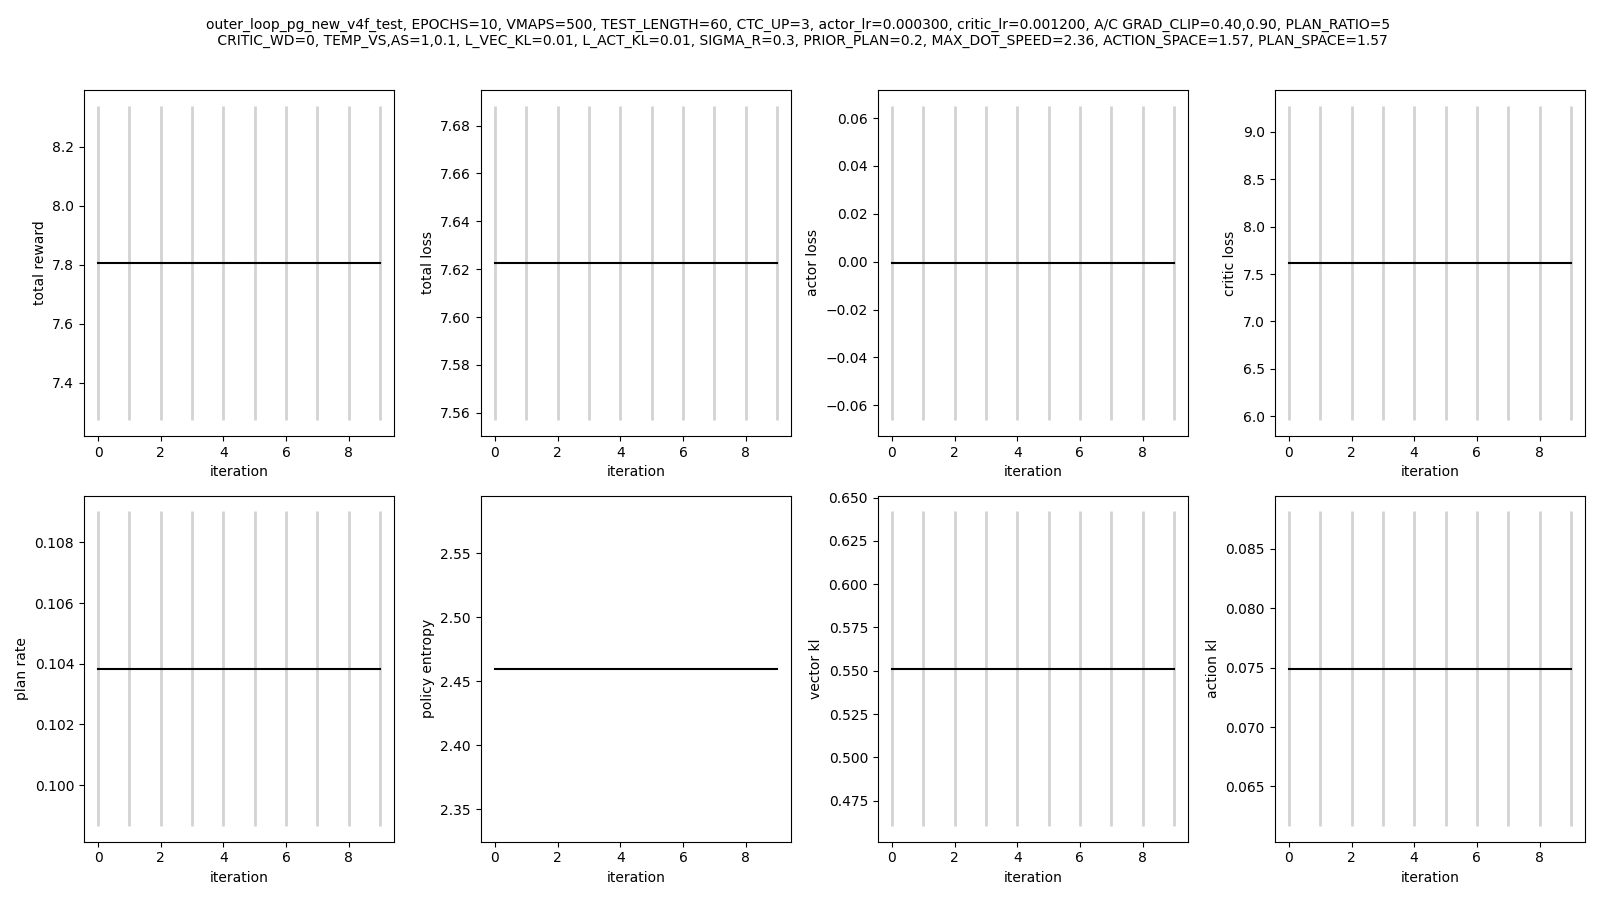 outer_loop_pg_new_v4f_test, EPOCHS=10, VMAPS=500, TEST_LENGTH=60, CTC_UP=3, actor_lr=0.000300, critic_lr=0.001200, A/C GRAD_CLIP=0.40,0.90, PLAN_RATIO=5
CRITIC_WD=0, TEMP_VS,AS=1,0.1, L_VEC_KL=0.01, L_ACT_KL=0.01, SIGMA_R=0.3, PRIOR_PLAN=0.2, MAX_DOT_SPEED=2.36, ACTION_SPACE=1.57, PLAN_SPACE=1.57
total reward
8.2
8.0
7.8
7.6
7.4
0 2 4 6 8
iteration
total loss
7.68
7.66
7.64
7.62
7.60
7.58
7.56
0 2 4 6 8
iteration
actor loss
0.06
0.04
0.02
0.00
−0.02
−0.04
−0.06
0 2 4 6 8
iteration
critic loss
9.0
8.5
8.0
7.5
7.0
6.5
6.0
0 2 4 6 8
iteration
plan rate
0.108
0.106
0.104
0.102
0.100
0 2 4 6 8
iteration
policy entropy
2.55
2.50
2.45
2.40
2.35
0 2 4 6 8
iteration
vector kl
0.650
0.625
0.600
0.575
0.550
0.525
0.500
0.475
0 2 4 6 8
iteration
action kl
0.085
0.080
0.075
0.070
0.065
0 2 4 6 8
iteration